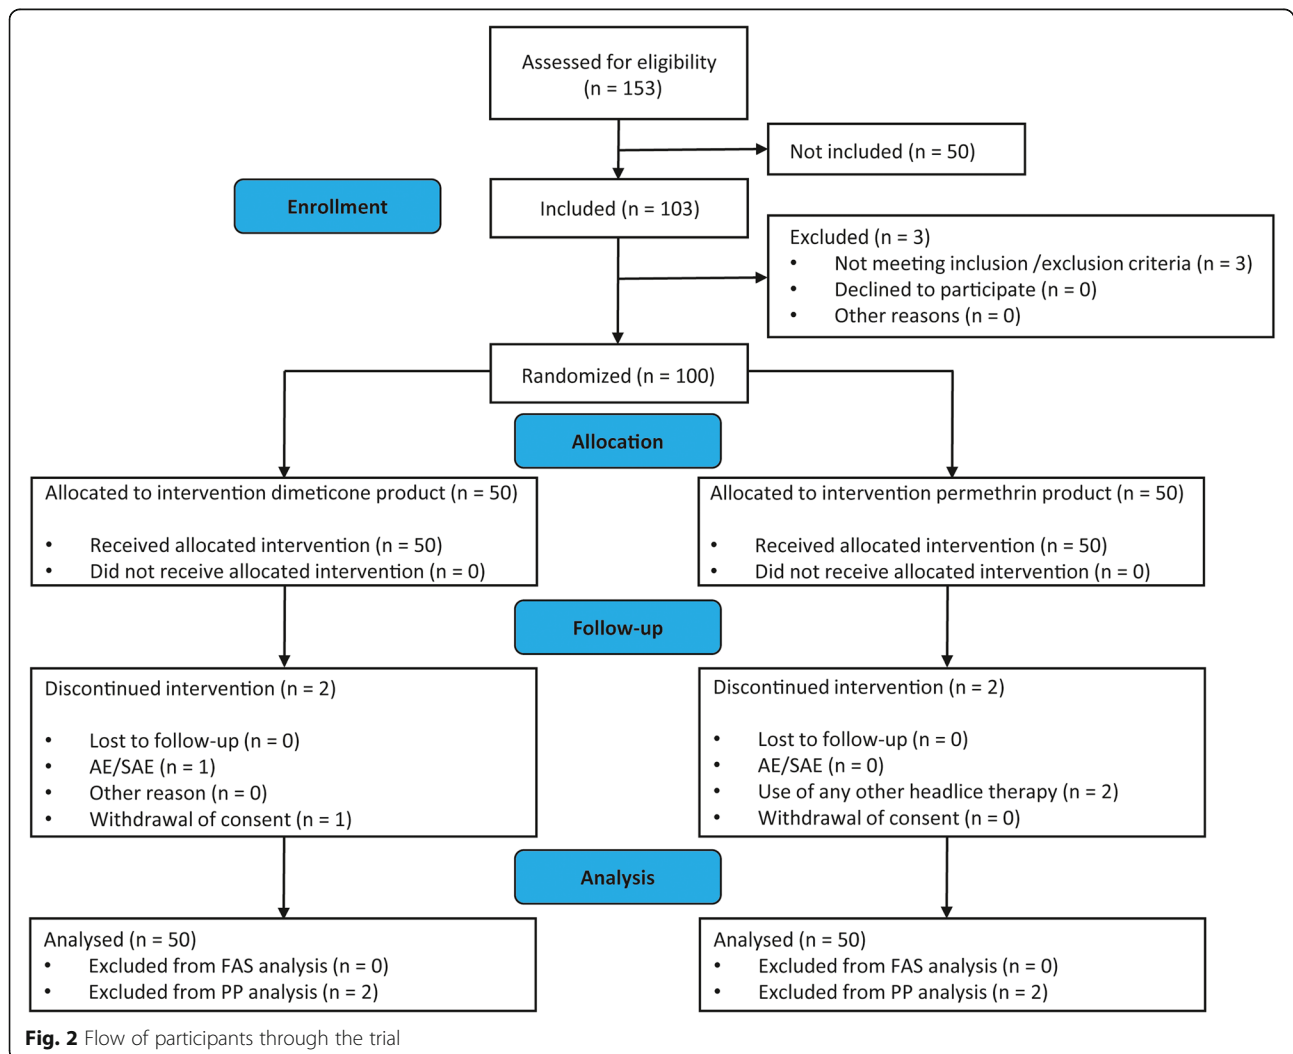 Assessed for eligibility
(n = 153)
Not included (n = 50)
Enrollment
Included (n = 103)
Excluded (n = 3)
• Not meeting inclusion /exclusion criteria (n = 3)
• Declined to participate (n = 0)
• Other reasons (n = 0)
Randomized (n = 100)
Allocation
Allocated to intervention dimeticone product (n = 50)
• Received allocated intervention (n = 50)
• Did not receive allocated intervention (n = 0)
Allocated to intervention permethrin product (n = 50)
• Received allocated intervention (n = 50)
• Did not receive allocated intervention (n = 0)
Follow-up
Discontinued intervention (n = 2)
• Lost to follow-up (n = 0)
• AE/SAE (n = 1)
• Other reason (n = 0)
• Withdrawal of consent (n = 1)
Discontinued intervention (n = 2)
• Lost to follow-up (n = 0)
• AE/SAE (n = 0)
• Use of any other headlice therapy (n = 2)
• Withdrawal of consent (n = 0)
Analysis
Analysed (n = 50)
• Excluded from FAS analysis (n = 0)
• Excluded from PP analysis (n = 2)
Analysed (n = 50)
• Excluded from FAS analysis (n = 0)
• Excluded from PP analysis (n = 2)
Fig. 2 Flow of participants through the trial